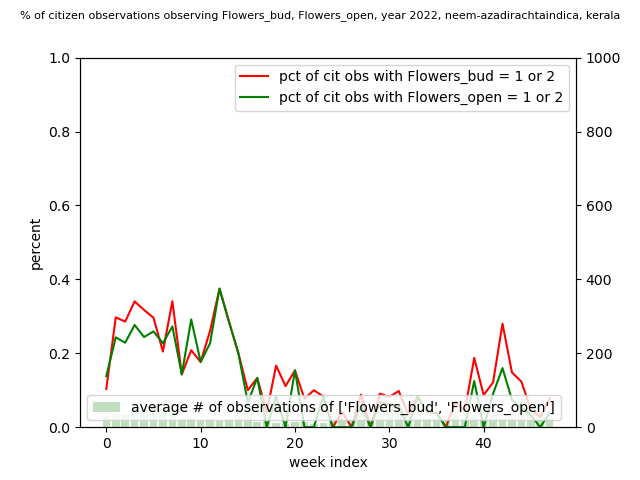 % of citizen observations observing Flowers_bud, Flowers_open, year 2022, neem-azadirachtaindica, kerala
pct of cit obs with Flowers_bud = 1 or 2
pct of cit obs with Flowers_open = 1 or 2
1.0
0.8
0.6
0.4
0.2
0.0
percent
1000
800
600
400
200
0
average # of observations of ['Flowers_bud', 'Flowers_open']
0 10 20 30 40
week index